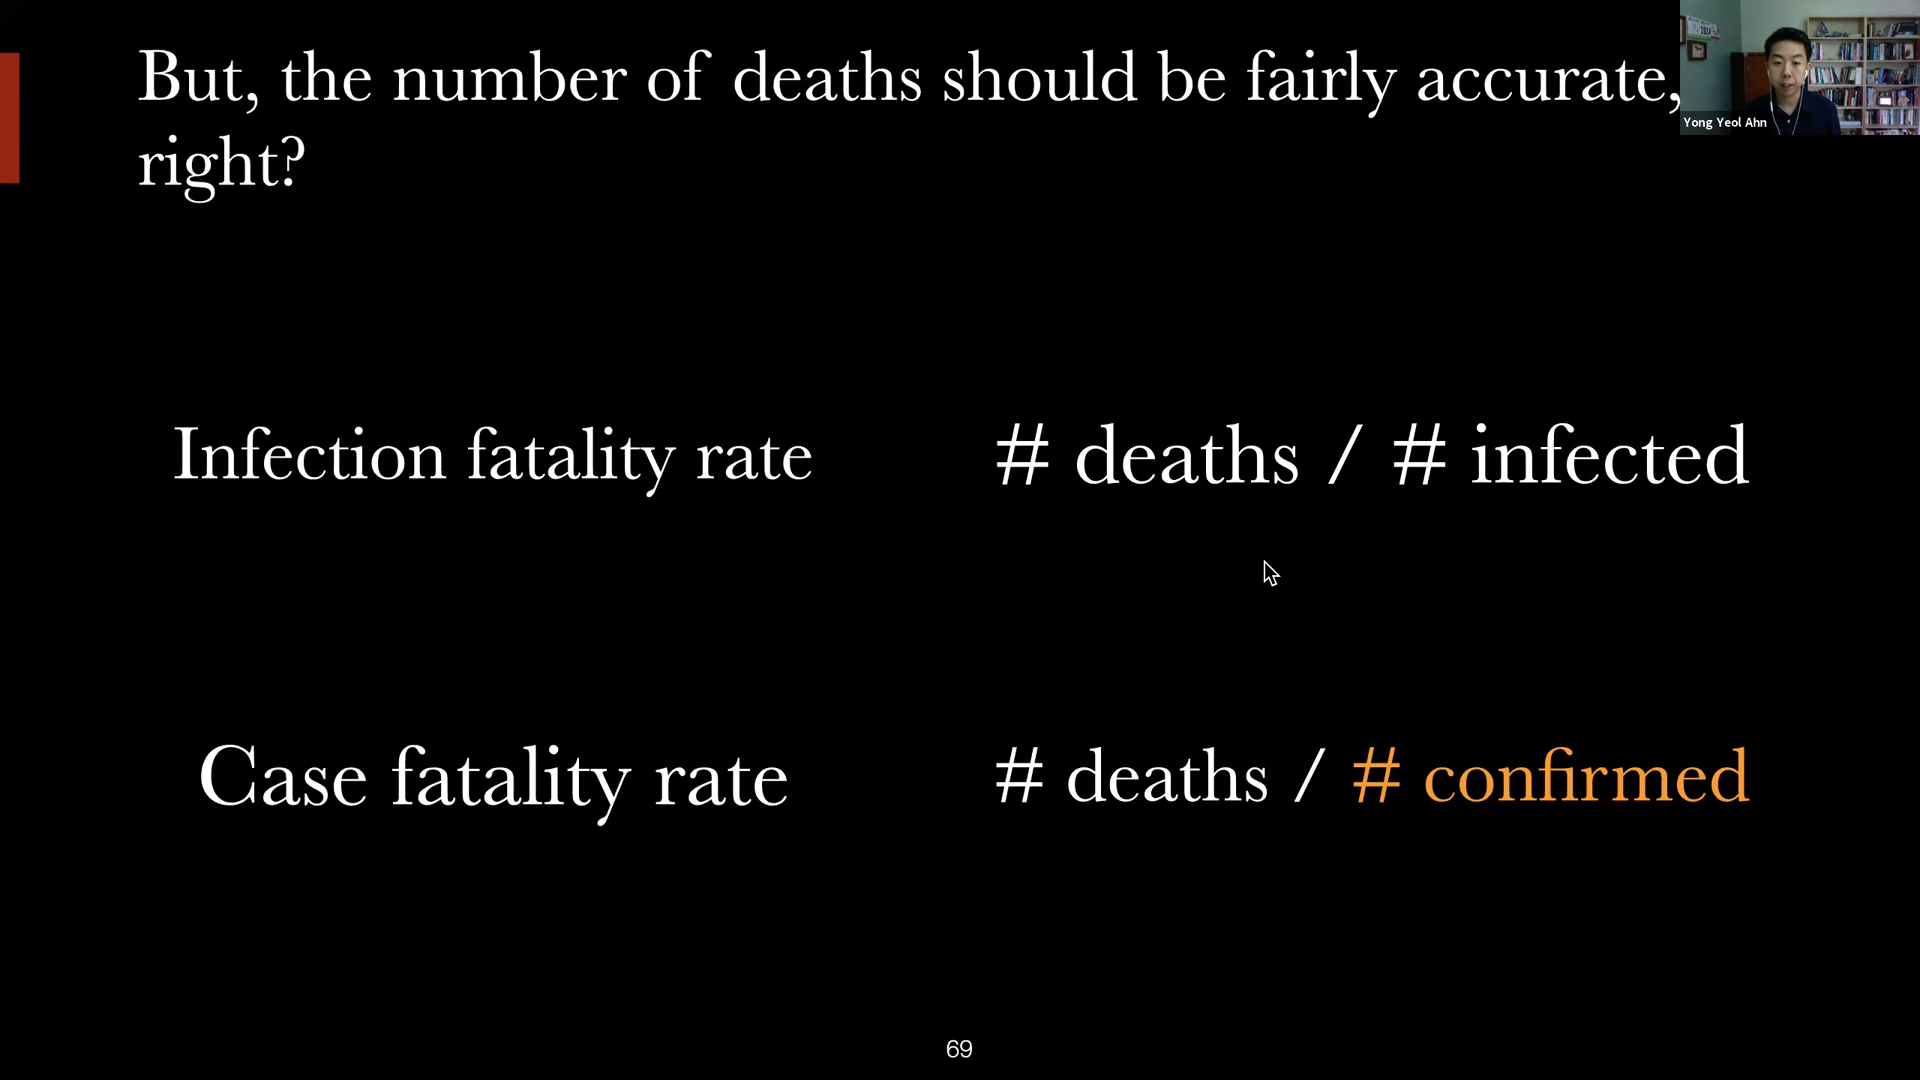 But, the number of deaths should be fairly accurate,
right?
Yong Yeol Ahn
Infection fatality rate
# deaths / # infected
Case fatality rate
# deaths / # confirmed
69